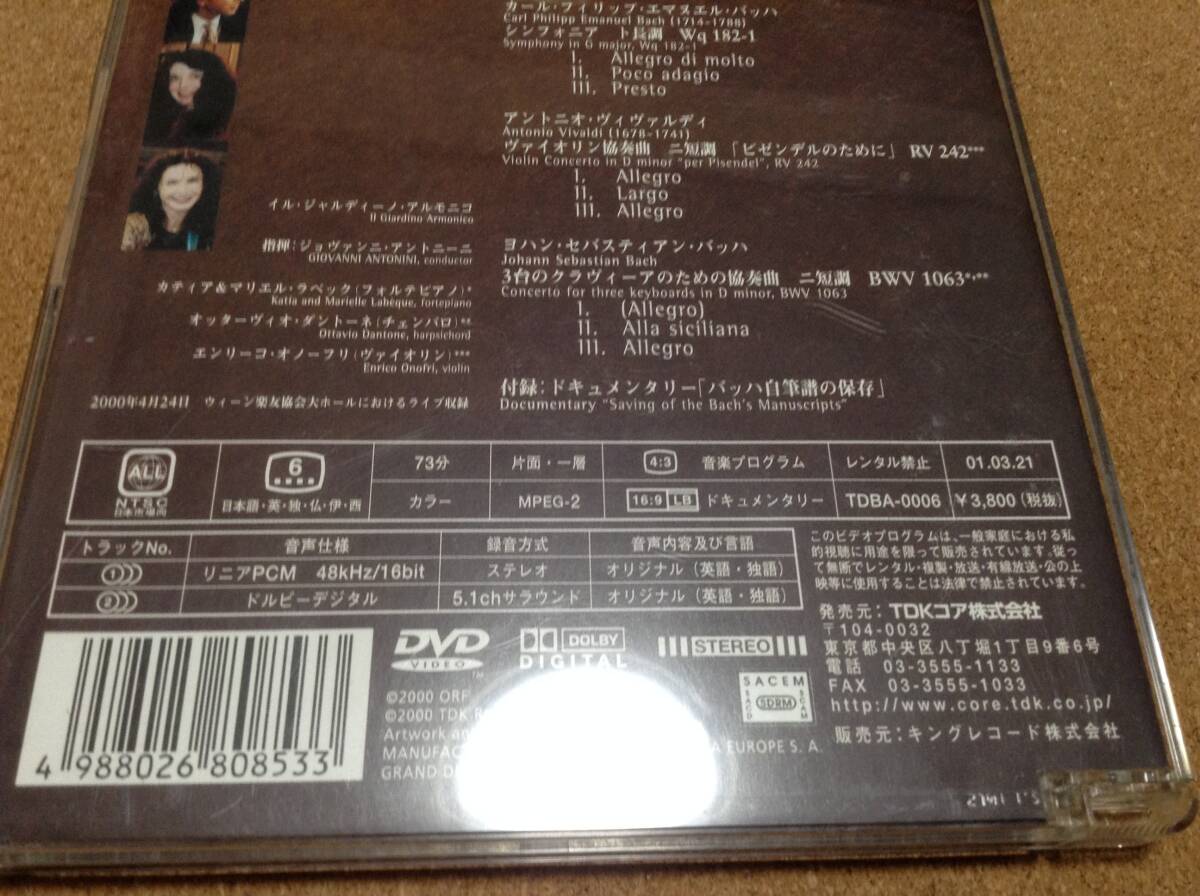 カール・フィリップ・エマヌエル・バッハ
Carl Philipp Emanuel Bach (1714-1788)
シンフォニア ト長調 Wq 182-1
Symphony in G major, Wq 182-1
I. Allegro di molto
II. Poco adagio
III. Presto
アントニオ・ヴィヴァルディ
Antonio Vivaldi (1678-1741)
ヴァイオリン協奏曲 ニ短調 「ピゼンデルのために」 RV 242***
Violin Concerto in D minor "per Pisendel", RV 242
I. Allegro
II. Largo
III. Allegro
ヨハン・セバスティアン・バッハ
Johann Sebastian Bach
3台のクラヴィーアのための協奏曲 ニ短調 BWV 1063*,**
Concerto for three keyboards in D minor, BWV 1063
I. (Allegro)
II. Alla siciliana
III. Allegro
付録:ドキュメンタリー「バッハ自筆譜の保存」
Documentary "Saving of the Bach's Manuscripts"
イル・ジャルディーノ・アルモニコ
Il Giardino Armonico
指揮:ジョヴァンニ・アントニーニ
GIOVANNI ANTONINI, conductor
カティア&マリエル・ラベック(フォルテピアノ)*
Katia and Marielle Labèque, fortepiano
オッターヴィオ・ダントーネ(チェンバロ)**
Ottavio Dantone, harpsichord
エンリーコ・オノーフリ(ヴァイオリン)***
Enrico Onofri, violin
2000年4月24日 ウィーン楽友協会大ホールにおけるライブ収録
ALL
NTSC
日本市場向
6
日本語・英・独・仏・伊・西
73分
カラー
片面・一層
MPEG-2
4:3 音楽プログラム
16:9 LB ドキュメンタリー
レンタル禁止
TDBA-0006
01.03.21
¥3,800(税抜)
トラックNo. 音声仕様 録音方式 音声内容及び言語
1 リニアPCM 48kHz/16bit ステレオ オリジナル(英語・独語)
2 ドルビーデジタル 5.1chサラウンド オリジナル(英語・独語)
このビデオプログラムは、一般家庭における私
的視聴に用途を限って販売されています。従っ
て無断でレンタル・複製・放送・有線放送・公の上
映等に使用することは法律で禁止されています。
発売元:TDKコア株式会社
〒104-0032
東京都中央区八丁堀1丁目9番6号
電話 03-3555-1133
FAX 03-3555-1033
http://www.core.tdk.co.jp/
販売元:キングレコード株式会社
DVD
VIDEO
TM
DOLBY
DIGITAL
STEREO
SACEM
SACD
SDRM
SCAM
©2000 ORF
©2000 TDK R
Artwork an
MANUFAC
EUROPE S. A.
GRAND D
4 988026 808533